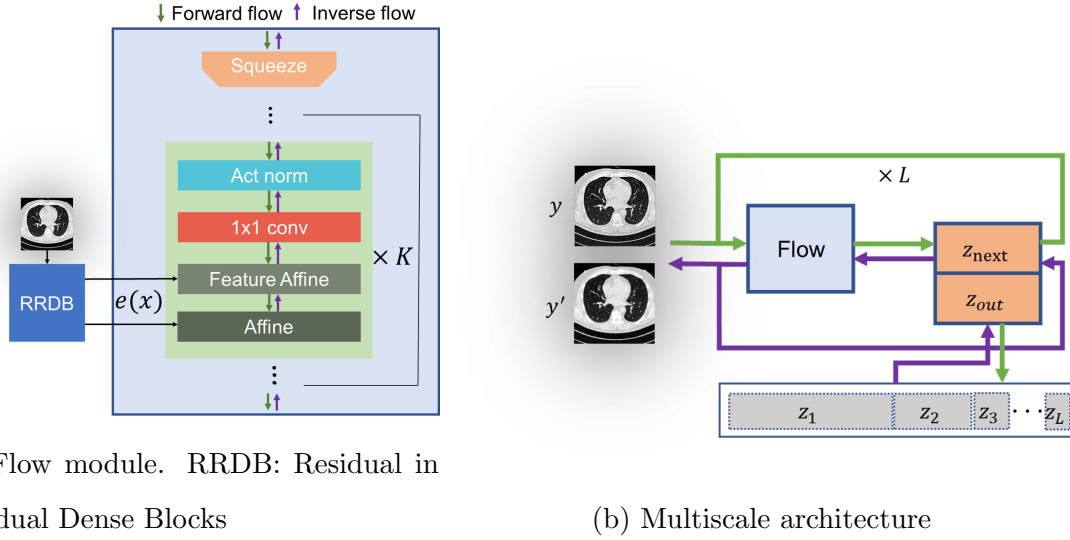 Forward flow Inverse flow
Squeeze
⋮
Act norm
1x1 conv
× K
Feature Affine
RRDB
e(x)
Affine
⋮
Flow module. RRDB: Residual in
dual Dense Blocks
× L
y
Flow
z_next
y′
z_out
z_1 z_2 z_3 ⋯ z_L
(b) Multiscale architecture